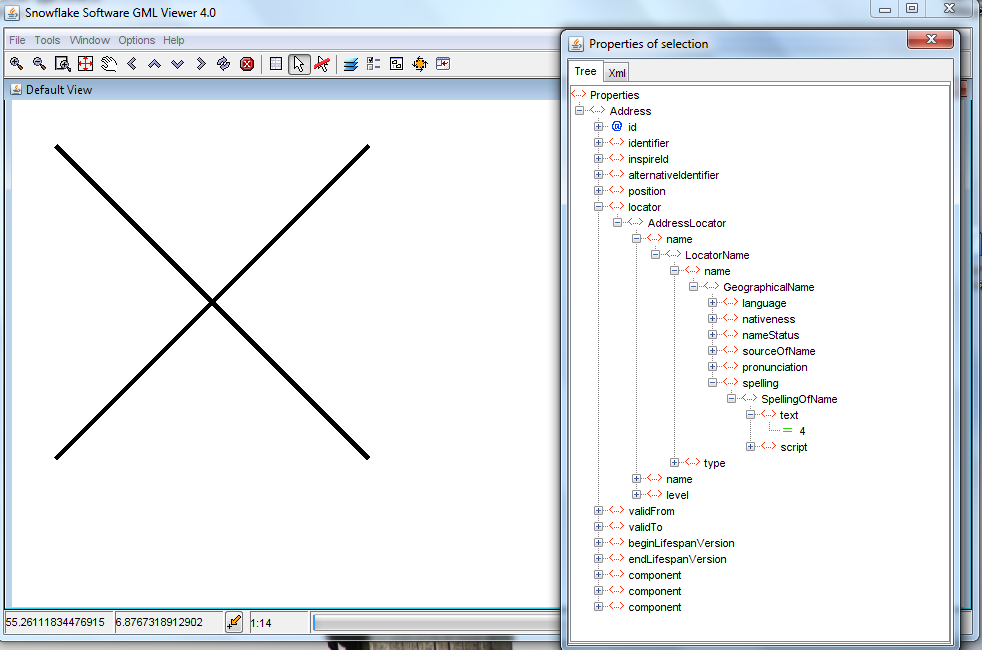 Snowflake Software GML Viewer 4.0
File Tools Window Options Help
Default View
55.26111834476915 6.8767318912902 1:14
Properties of selection
Tree Xml
Properties
Address
id
identifier
inspireId
alternativeIdentifier
position
locator
AddressLocator
name
LocatorName
name
GeographicalName
language
nativeness
nameStatus
sourceOfName
pronunciation
spelling
SpellingOfName
text
4
script
type
name
level
validFrom
validTo
beginLifespanVersion
endLifespanVersion
component
component
component